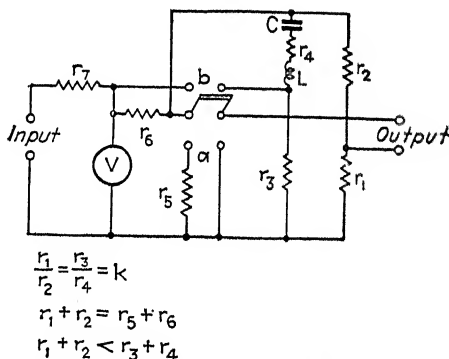 C
r4
r2
L
r7
b
Input
r6
Output
V
a
r3
r1
r5
r1/r2 = r3/r4 = k
r1 + r2 = r5 + r6
r1 + r2 < r3 + r4